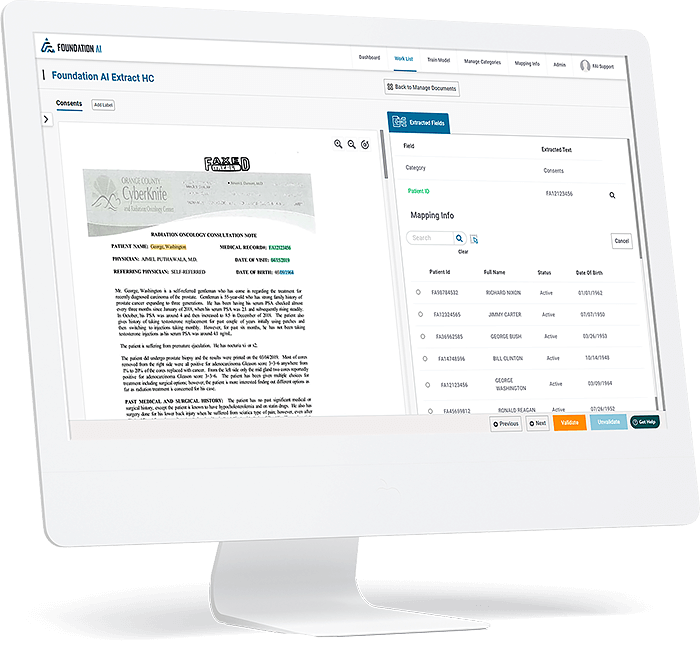 FOUNDATION AI
Dashboard
Work List
Train Model
Manage Categories
Mapping Info
Admin
FAI Support
Foundation AI Extract HC
Back to Manage Documents
Consents
Add Label
Extracted Fields
Field
Extracted Text
Category
Consents
Patient ID
FA12123456
Mapping Info
Search
Cancel
Clear
Patient Id Full Name Status Date Of Birth
FA98784532 RICHARD NIXON Active 01/01/1962
FA12324565 JIMMY CARTER Active 07/07/1950
FA36982585 GEORGE BUSH Active 03/26/1953
FA14748596 BILL CLINTON Active 10/14/1948
FA12123456 GEORGE WASHINGTON Active 03/09/1964
FA45699812 RONALD REAGAN Active 07/26/1952
Previous
Next
Validate
Unvalidate
Get Help
FAXED
ORANGE COUNTY
CyberKnife
and Radiation Oncology Center
RADIATION ONCOLOGY CONSULTATION NOTE
PATIENT NAME: George, Washington MEDICAL RECORD#: FA12123456
PHYSICIAN: AJMEL PUTHAWALA, M.D. DATE OF VISIT: 04/15/2019
REFERRING PHYSICIAN: SELF-REFERRED DATE OF BIRTH: 03/09/1964
Mr. George, Washington is a self-referred gentleman who has come in regarding the treatment for
recently diagnosed carcinoma of the prostate. Gentleman is 55-year-old who has strong family history of
prostate cancer expanding to three generations. He has been having his serum PSA checked almost
every three months since January of 2018, when his serum PSA was 2.1 and subsequently rising steadily.
In October, his PSA was around 4 and then increased to 8.5 in December of 2018. The patient also
gives history of taking testosterone replacement for past couple of years initially using patches and
then switching to injections taking monthly. However, for past six months, he has not been taking
testosterone injections as his serum PSA was around 4.1 ng/mL.
The patient is suffering from premature ejaculation. He has nocturia x1 or x2.
The patient did undergo prostate biopsy and the results were printed on the 03/04/2019. Most of cores
removed from the right side were all positive for adenocarcinoma Gleason score 3+3=6 anywhere from
1% to 20% of the cores replaced with cancer. From the left side only the mid gland two cores reportedly
positive for adenocarcinoma Gleason score 3+3=6. The patient has been given multiple choices for
treatment including surgical options; however, the patient is more interested finding out different options as
far as radiation treatment is concerned for his case.
PAST MEDICAL AND SURGICAL HISTORY: The patient has no past significant medical or
surgical history, except the patient is known to have hypercholesterolemia and on statin drugs. He also has
surgery done for his lower back injury when he suffered from sciatica type of pain; however, even after